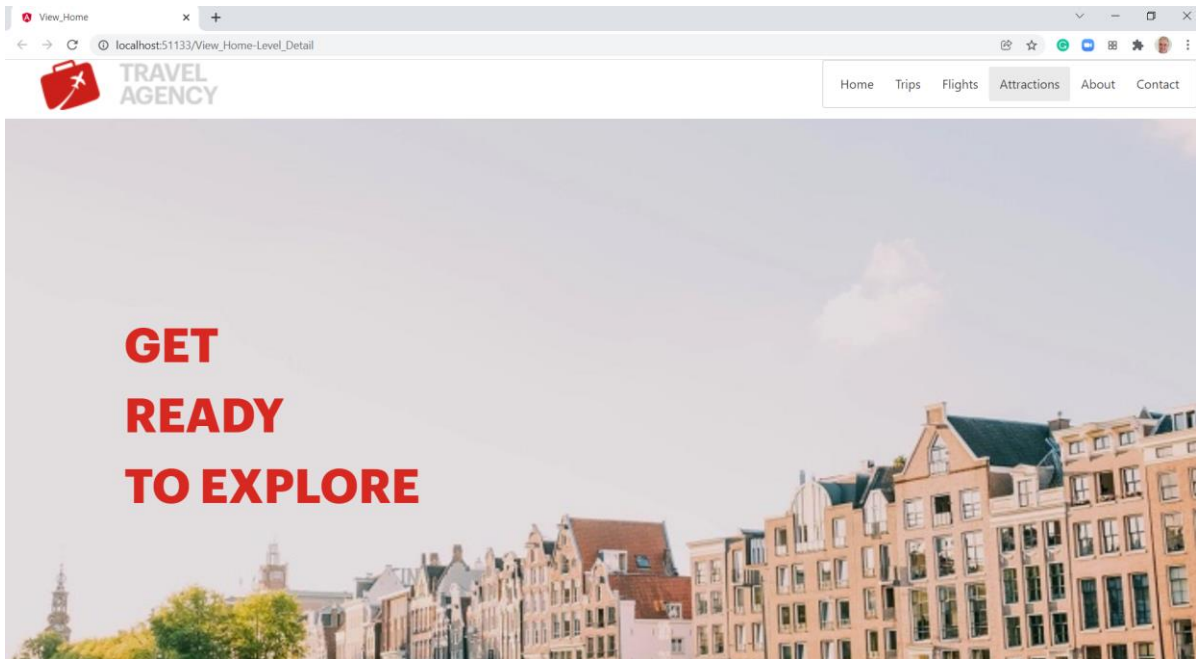 View_Home
localhost:51133/View_Home-Level_Detail
TRAVEL
AGENCY
Home Trips Flights Attractions About Contact
GET
READY
TO EXPLORE